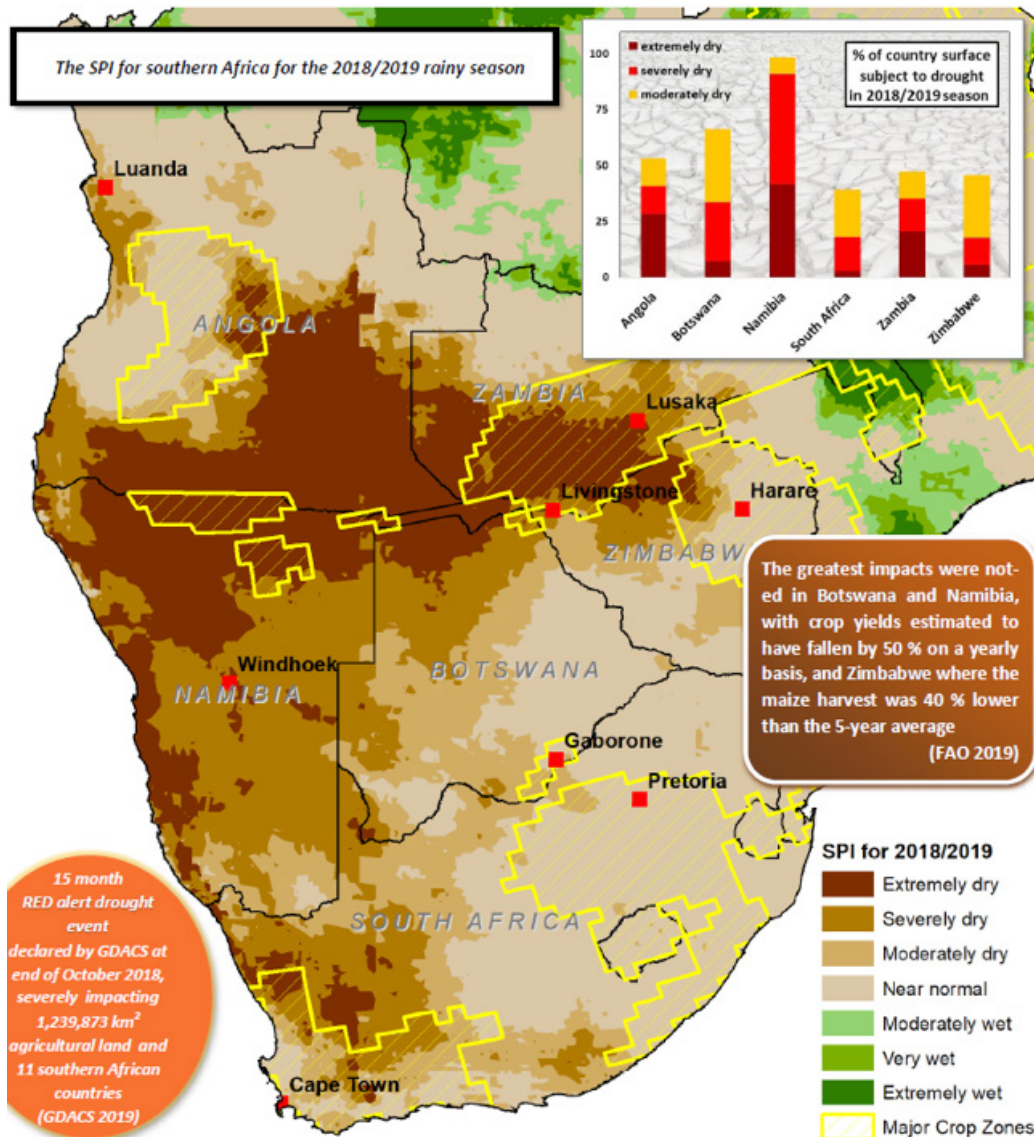 The SPI for southern Africa for the 2018/2019 rainy season
100
75
50
25
0
extremely dry
severely dry
moderately dry
% of country surface
subject to drought
in 2018/2019 season
Angola
Botswana
Namibia
South Africa
Zambia
Zimbabwe
Luanda
ANGOLA
ZAMBIA
Lusaka
Livingstone
Harare
ZIMBABW
Windhoek
NAMIBIA
BOTSWANA
Gaborone
Pretoria
SOUTH AFRICA
Cape Town
The greatest impacts were not-
ed in Botswana and Namibia,
with crop yields estimated to
have fallen by 50 % on a yearly
basis, and Zimbabwe where the
maize harvest was 40 % lower
than the 5-year average
(FAO 2019)
15 month
RED alert drought
event
declared by GDACS at
end of October 2018,
severely impacting
1,239,873 km²
agricultural land and
11 southern African
countries
(GDACS 2019)
SPI for 2018/2019
Extremely dry
Severely dry
Moderately dry
Near normal
Moderately wet
Very wet
Extremely wet
Major Crop Zones